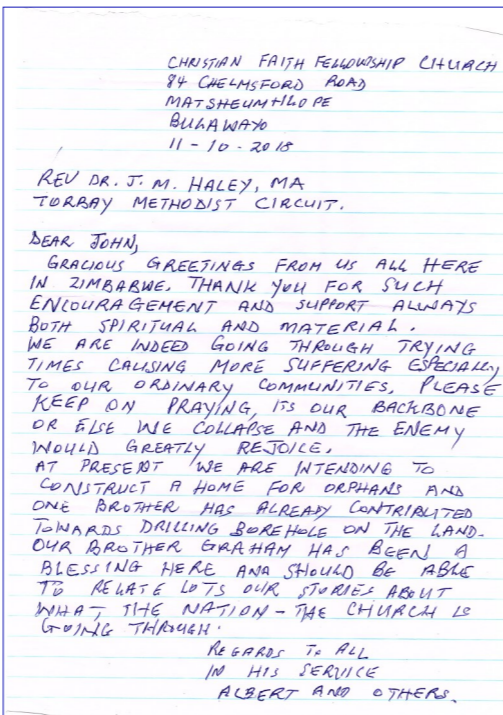 CHRISTIAN FAITH FELLOWSHIP CHURCH
84 CHELMSFORD ROAD
MATSHEUMHLOPE
BULAWAYO
11-10-2018
REV DR. J. M. HALEY, MA
TORBAY METHODIST CIRCUIT.
DEAR JOHN,
GRACIOUS GREETINGS FROM US ALL HERE
IN ZIMBABWE. THANK YOU FOR SUCH
ENCOURAGEMENT AND SUPPORT ALWAYS
BOTH SPIRITUAL AND MATERIAL.
WE ARE INDEED GOING THROUGH TRYING
TIMES CAUSING MORE SUFFERING ESPECIALLY
TO OUR ORDINARY COMMUNITIES, PLEASE
KEEP ON PRAYING, ITS OUR BACKBONE
OR ELSE WE COLLAPSE AND THE ENEMY
WOULD GREATLY REJOICE.
AT PRESENT WE ARE INTENDING TO
CONSTRUCT A HOME FOR ORPHANS AND
ONE BROTHER HAS ALREADY CONTRIBUTED
TOWARDS DRILLING BOREHOLE ON THE LAND.
OUR BROTHER GRAHAM HAS BEEN A
BLESSING HERE AND SHOULD BE ABLE
TO RELATE LOTS OUR STORIES ABOUT
WHAT THE NATION - THE CHURCH IS
GOING THROUGH.
REGARDS TO ALL
IN HIS SERVICE
ALBERT AND OTHERS.